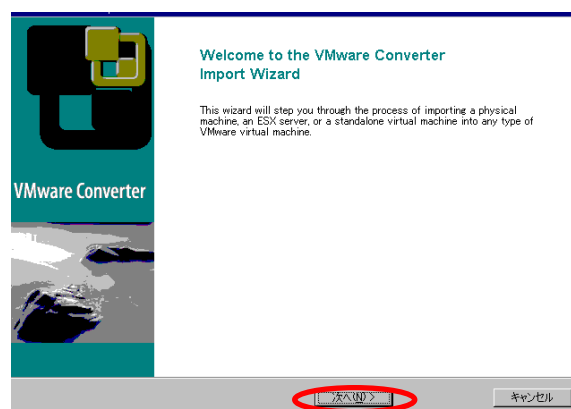 Welcome to the VMware Converter
Import Wizard
This wizard will step you through the process of importing a physical
machine, an ESX server, or a standalone virtual machine into any type of
VMware virtual machine.
VMware Converter
次へ(N) >
キャンセル